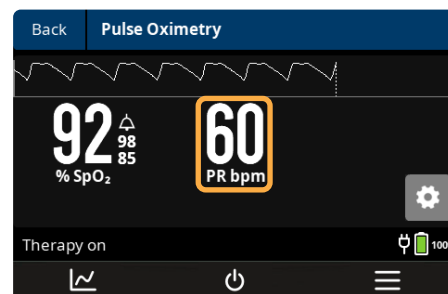 Back Pulse Oximetry
92 98 85 60
% SpO₂ PR bpm
Therapy on 100